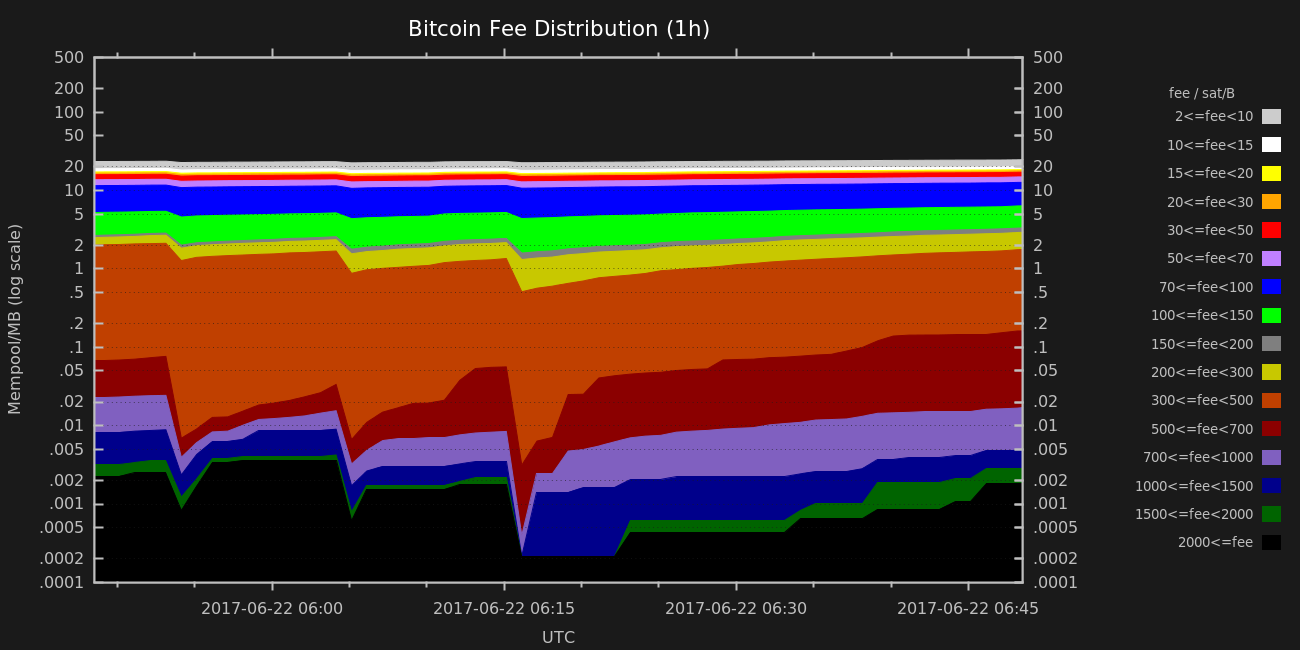 Bitcoin Fee Distribution (1h)
500
200
100
50
20
10
5
2
1
.5
.2
.1
.05
.02
.01
.005
.002
.001
.0005
.0002
.0001
Mempool/MB (log scale)
500
200
100
50
20
10
5
2
1
.5
.2
.1
.05
.02
.01
.005
.002
.001
.0005
.0002
.0001
2017-06-22 06:00
2017-06-22 06:15
2017-06-22 06:30
2017-06-22 06:45
UTC
fee / sat/B
2<=fee<10
10<=fee<15
15<=fee<20
20<=fee<30
30<=fee<50
50<=fee<70
70<=fee<100
100<=fee<150
150<=fee<200
200<=fee<300
300<=fee<500
500<=fee<700
700<=fee<1000
1000<=fee<1500
1500<=fee<2000
2000<=fee